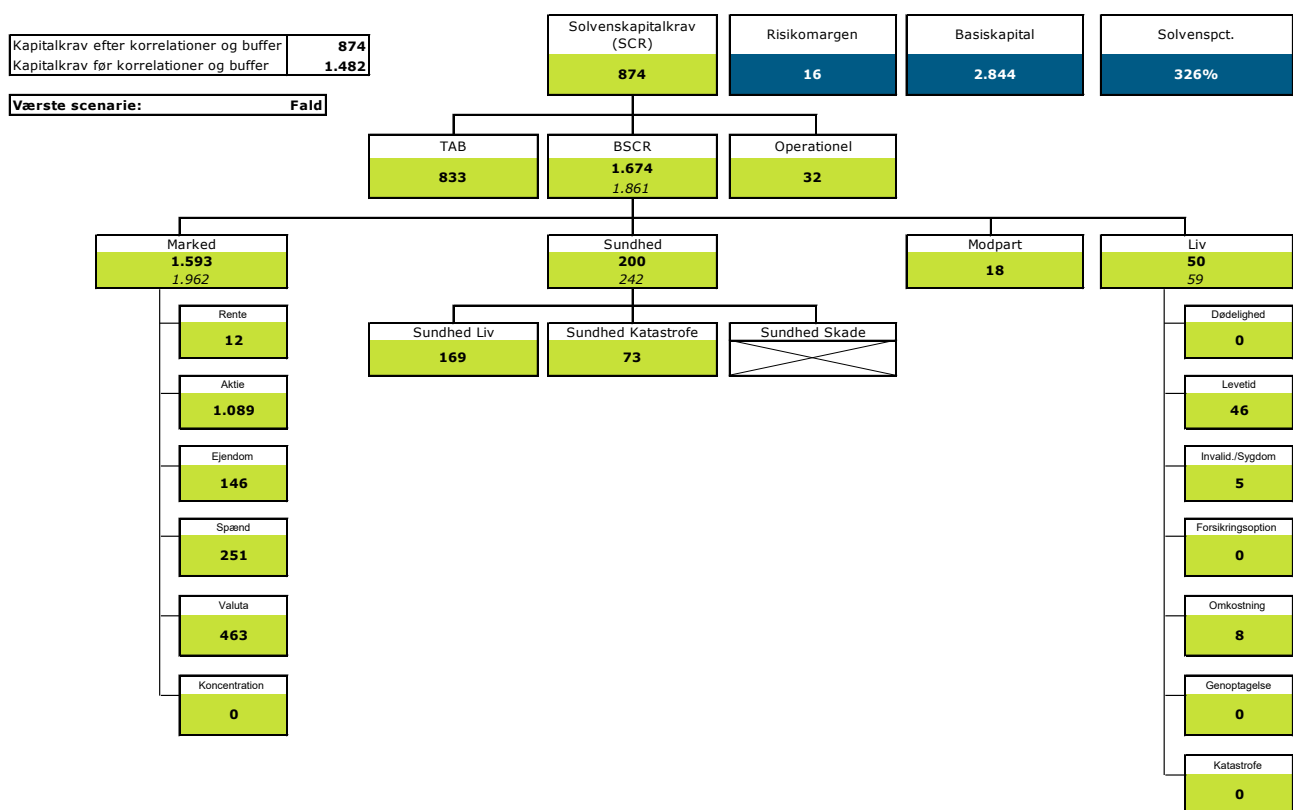 Kapitalkrav efter korrelationer og buffer 874
Kapitalkrav før korrelationer og buffer 1.482
Værste scenarie: Fald
Solvenskapitalkrav
(SCR)
874
Risikomargen
16
Basiskapital
2.844
Solvenspct.
326%
TAB
833
BSCR
1.674
1.861
Operationel
32
Marked
1.593
1.962
Sundhed
200
242
Modpart
18
Liv
50
59
Rente
12
Aktie
1.089
Ejendom
146
Spænd
251
Valuta
463
Koncentration
0
Sundhed Liv
169
Sundhed Katastrofe
73
Sundhed Skade
Dødelighed
0
Levetid
46
Invalid./Sygdom
5
Forsikringsoption
0
Omkostning
8
Genoptagelse
0
Katastrofe
0